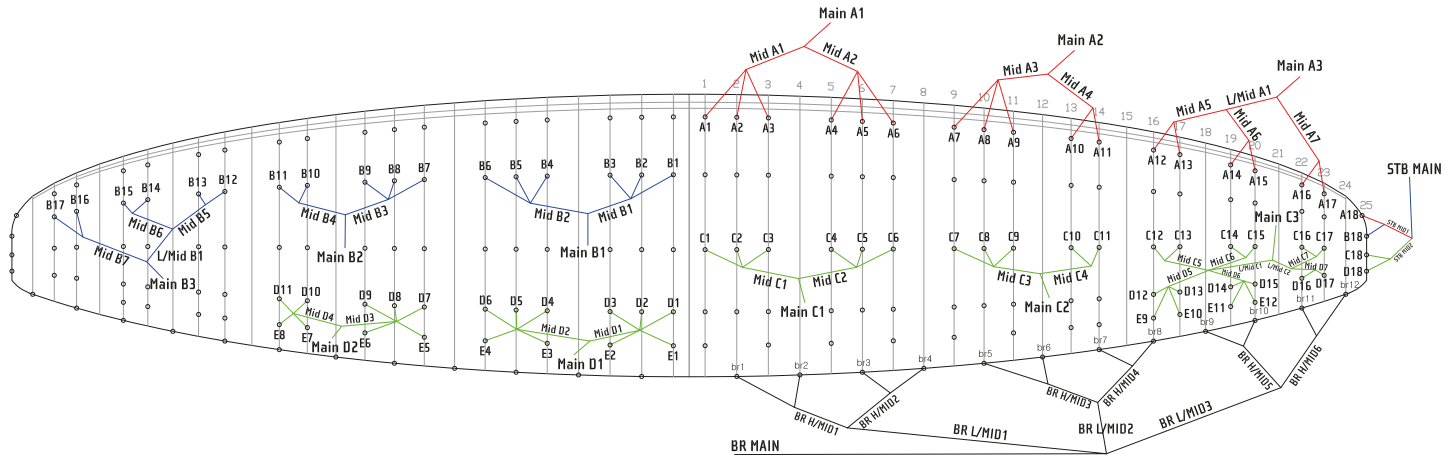 Main A1
Main A2
Mid A1
Mid A2
Mid A3
Mid A4
Main A3
Mid A5
L/Mid A1
Mid A6
Mid A7
1 2 3 4 5 6 7 8 9 10 11 12 13 14 15 16 17 18 19 20 21 22 23 24 25
A1 A2 A3 A4 A5 A6 A7 A8 A9 A10 A11 A12 A13 A14 A15 A16 A17 A18
STB MAIN
STB MID1
STB MID2
B18
C18
D18
B17 B16 B15 B14 B13 B12 B11 B10 B9 B8 B7 B6 B5 B4 B3 B2 B1
Mid B7
Mid B6
Mid B5
L/Mid B1
Main B3
Mid B4
Mid B3
Main B2
Mid B2
Mid B1
Main B1
C1 C2 C3 C4 C5 C6 C7 C8 C9 C10 C11 C12 C13 C14 C15 C16 C17
Mid C1
Mid C2
Main C1
Mid C3
Mid C4
Main C2
Main C3
Mid C5
Mid C6
L/Mid C1
L/Mid C2
Mid C7
Mid D7
Mid D5
Mid D6
D11 D10 D9 D8 D7 D6 D5 D4 D3 D2 D1
D12 D13 D14 D15 D16 D17
Mid D4
Mid D3
Main D2
Mid D2
Mid D1
Main D1
E8 E7 E6 E5 E4 E3 E2 E1
E9 E10 E11 E12
br1 br2 br3 br4 br5 br6 br7 br8 br9 br10 br11 br12
BR H/MID1
BR H/MID2
BR H/MID3
BR H/MID4
BR H/MID5
BR H/MID6
BR L/MID1
BR L/MID2
BR L/MID3
BR MAIN